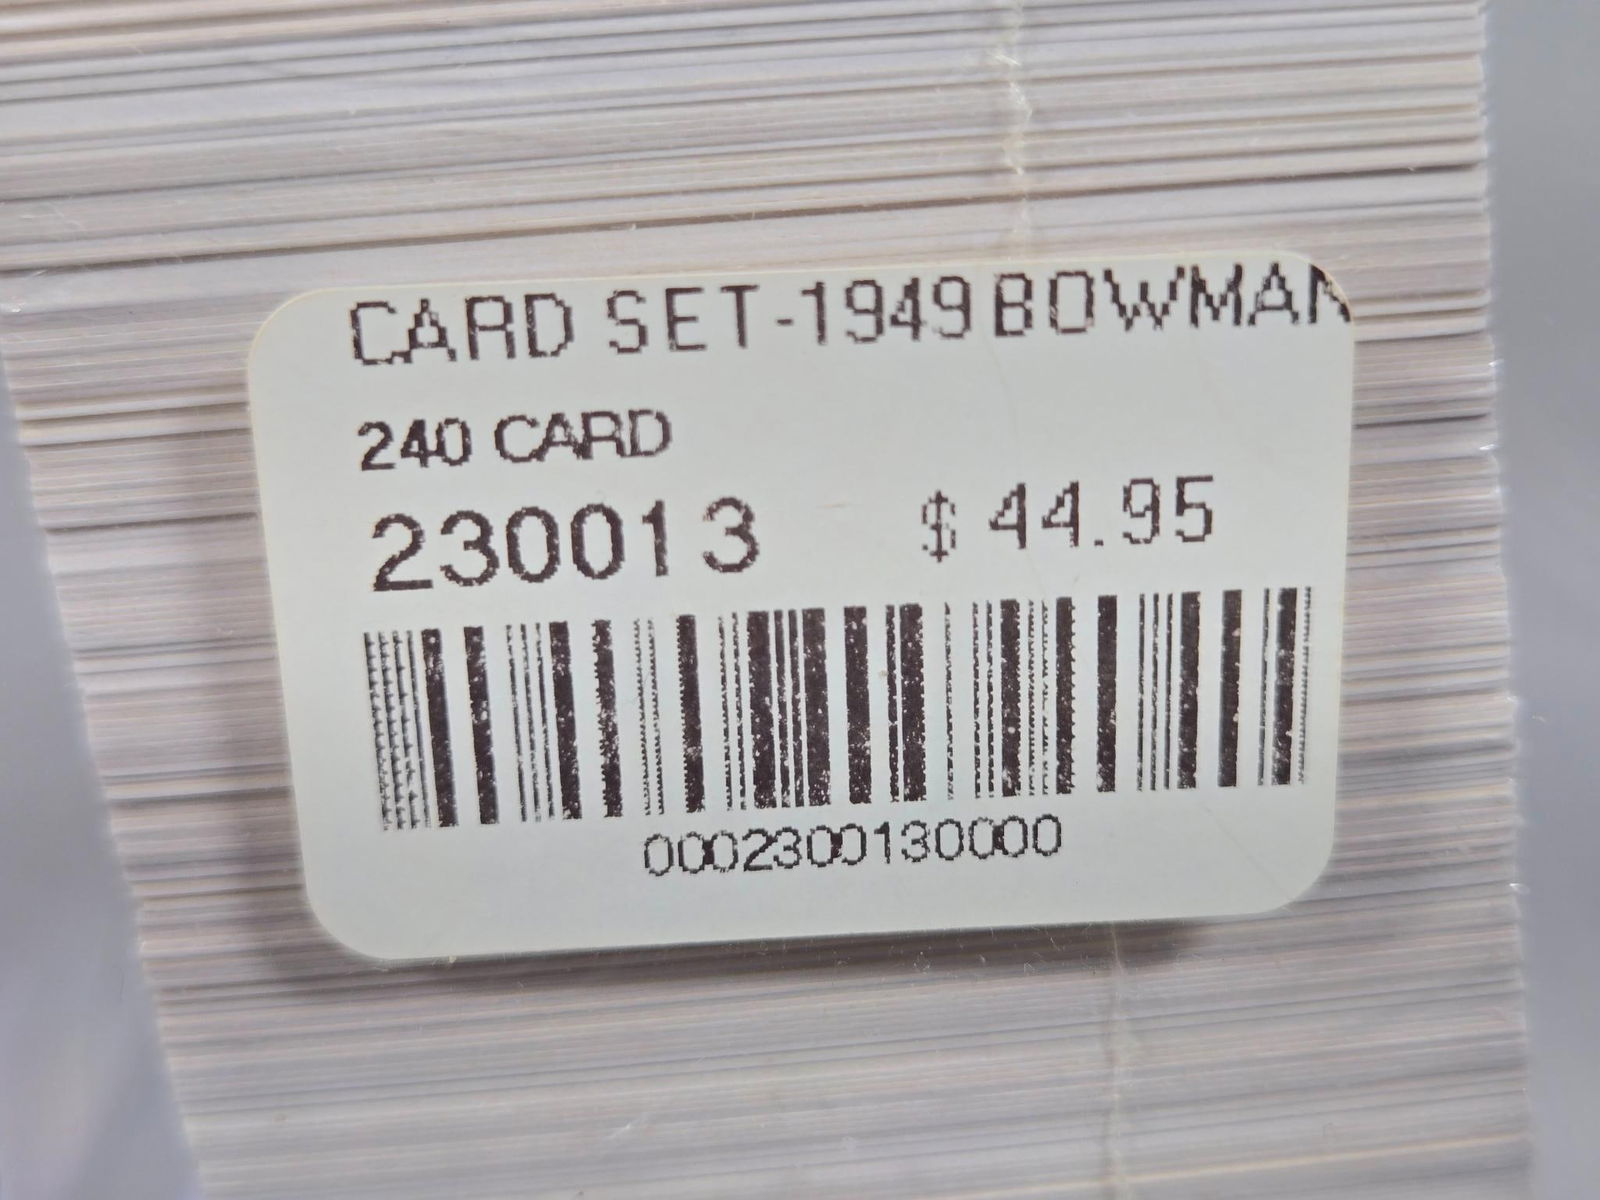 CARD SET-1949 BOWMAN
240 CARD
230013 $ 44.95
0002300130000